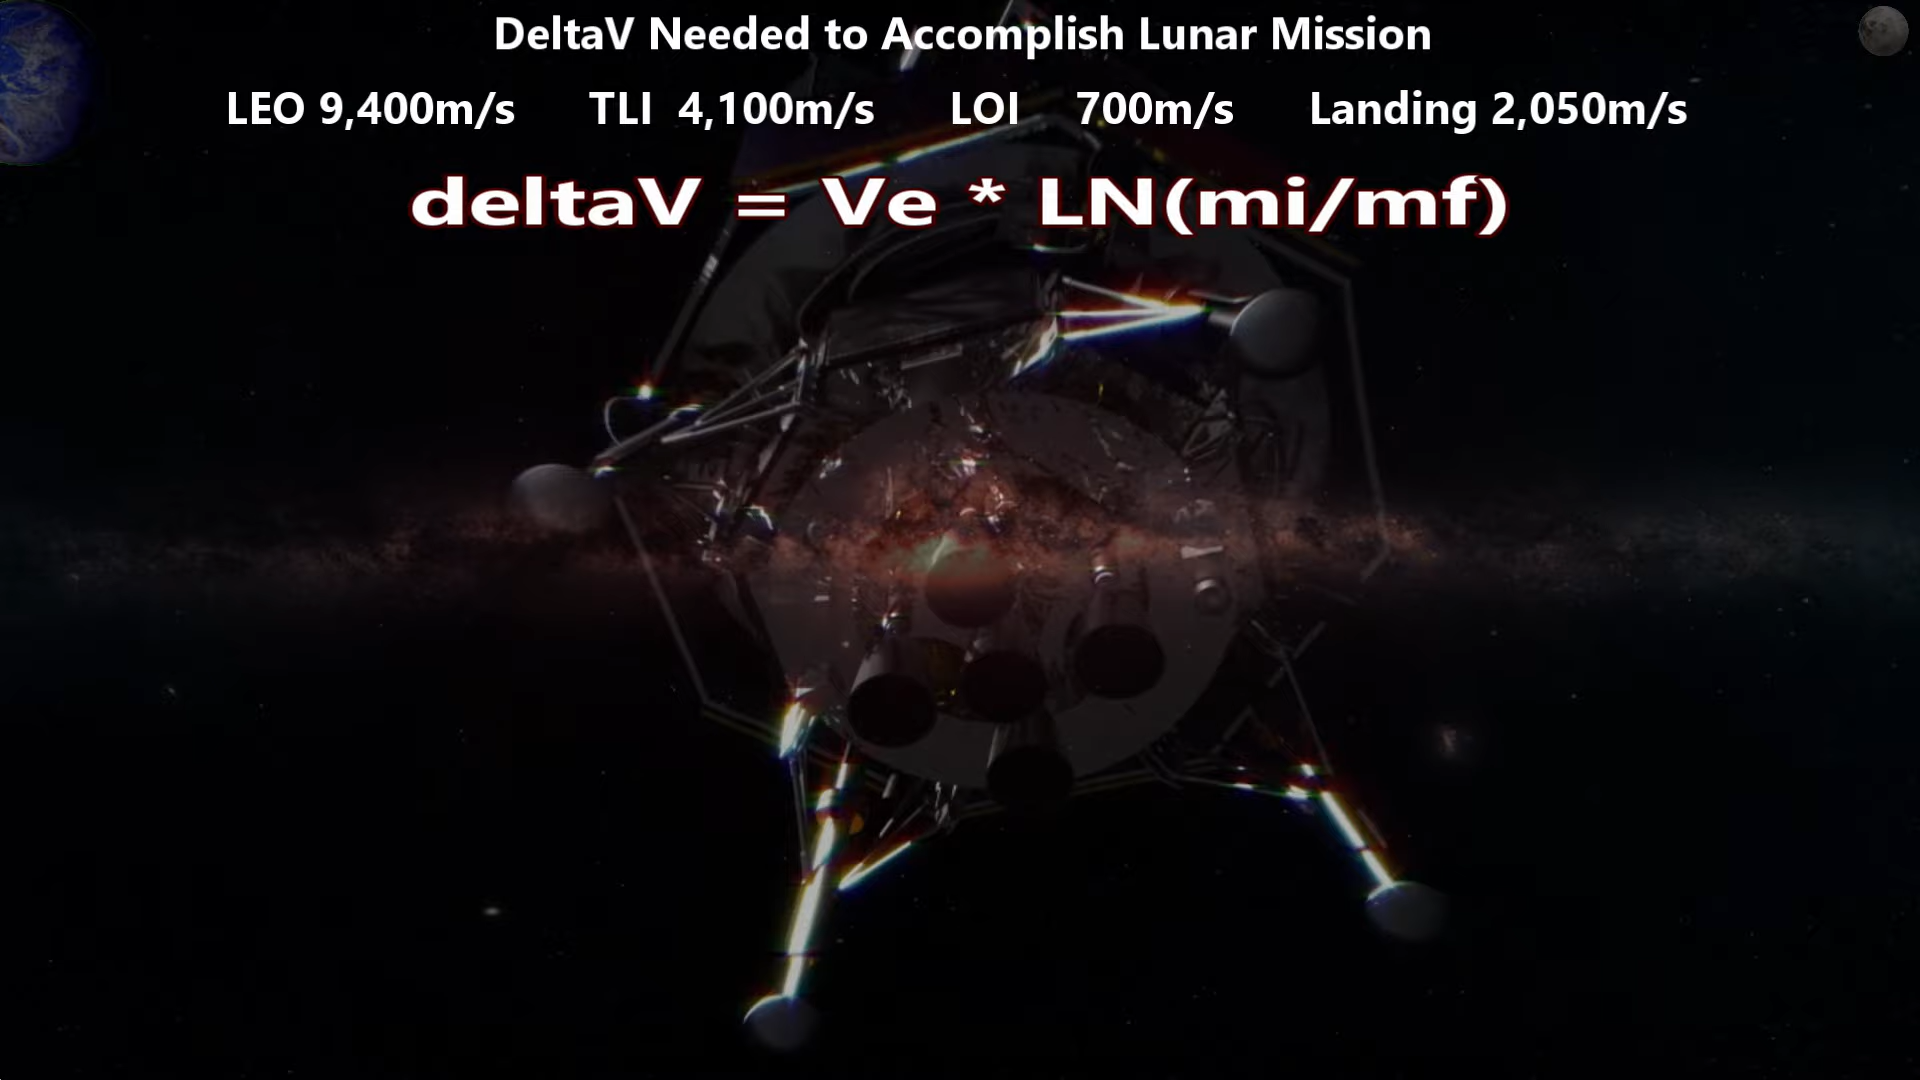 DeltaV Needed to Accomplish Lunar Mission
LEO 9,400m/s TLI 4,100m/s LOI 700m/s Landing 2,050m/s
deltaV = Ve * LN(mi/mf)